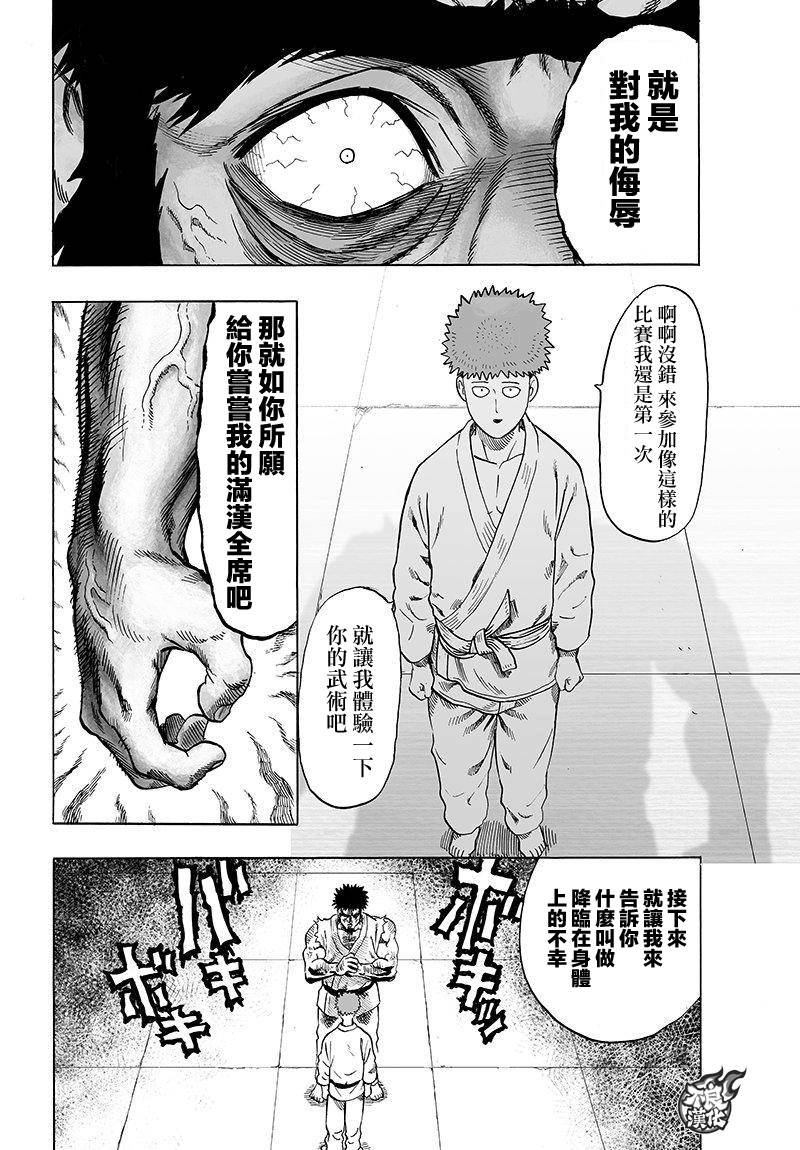 就是
對我的侮辱
啊啊沒錯 來參加像這樣的
比賽我還是第一次
就讓我體驗一下
你的武術吧
那就如你所願
給你嘗嘗我的滿漢全席吧
接下來
就讓我來
告訴你
什麼叫做
降臨在身體
上的不幸
ボキ
バキ
ボキ
大良
漢化